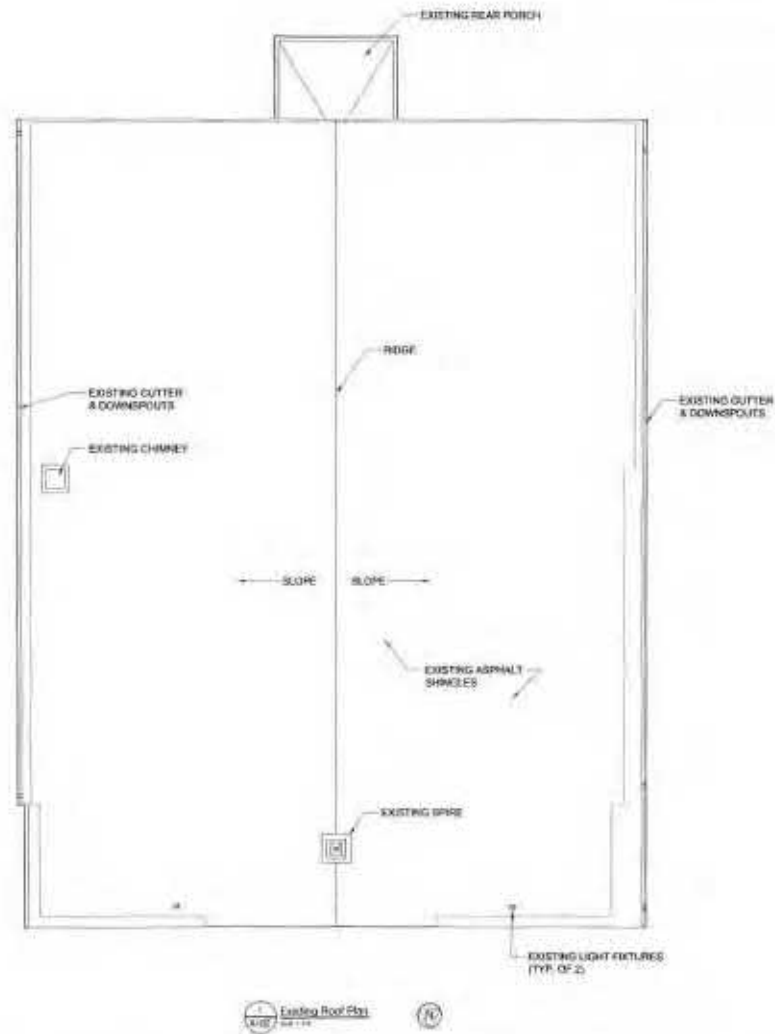 EXISTING REAR PORCH
RIDGE
EXISTING GUTTER
& DOWNSPOUTS
EXISTING GUTTER
& DOWNSPOUTS
EXISTING CHIMNEY
SLOPE
SLOPE
EXISTING ASPHALT
SHINGLES
EXISTING SPIRE
EXISTING LIGHT FIXTURES
(TYP. OF 2)
1
Existing Roof Plan